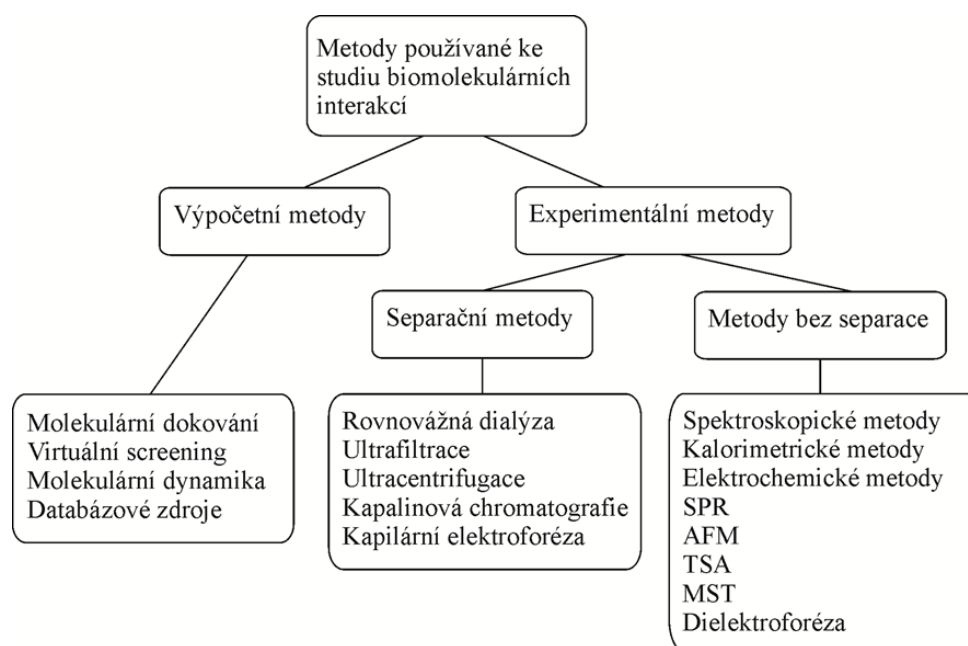 Metody používané ke
studiu biomolekulárních
interakcí
Výpočetní metody
Experimentální metody
Separační metody
Metody bez separace
Molekulární dokování
Virtuální screening
Molekulární dynamika
Databázové zdroje
Rovnovážná dialýza
Ultrafiltrace
Ultracentrifugace
Kapalinová chromatografie
Kapilární elektroforéza
Spektroskopické metody
Kalorimetrické metody
Elektrochemické metody
SPR
AFM
TSA
MST
Dielektroforéza